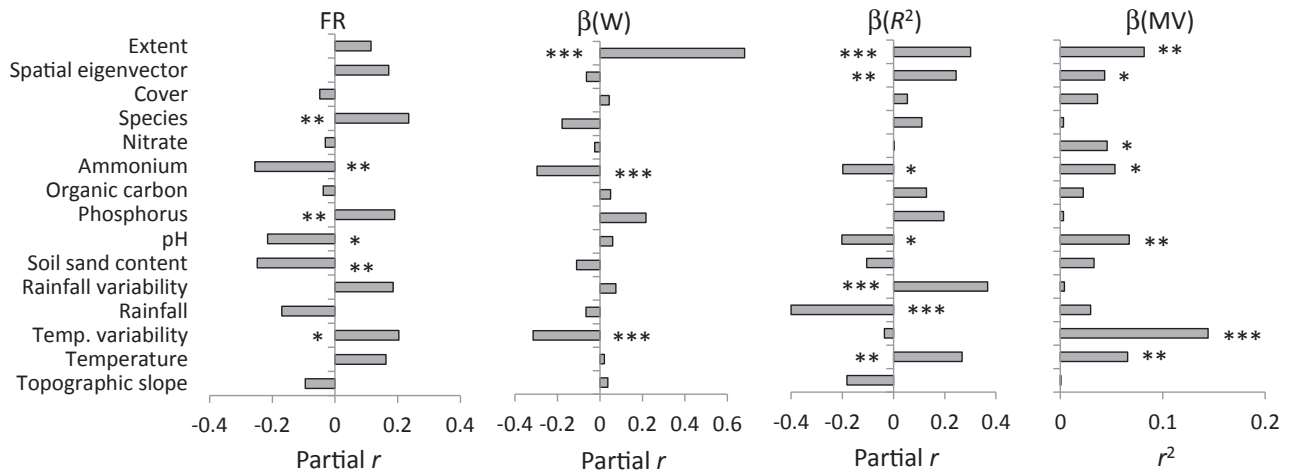 FR β(W) β(R²) β(MV)
Extent *** *** **
Spatial eigenvector ** *
Cover
Species **
Nitrate *
Ammonium ** *** * *
Organic carbon
Phosphorus **
pH * * **
Soil sand content **
Rainfall variability ***
Rainfall ***
Temp. variability * *** ***
Temperature ** **
Topographic slope
-0.4 -0.2 0 0.2 0.4 -0.4 -0.2 0 0.2 0.4 0.6 -0.4 -0.2 0 0.2 0.4 0 0.1 0.2
Partial r Partial r Partial r r²